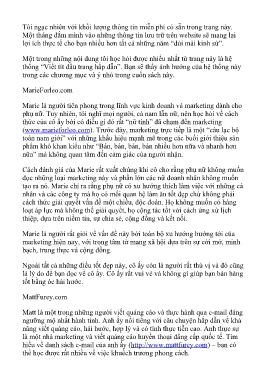 Tôi ngạc nhiên với khối lượng thông tin miễn phí có sẵn trong trang này.
Một tháng đắm mình vào những thông tin lưu trữ trên website sẽ mang lại
lợi ích thực tế cho bạn nhiều hơn tất cả những năm “dùi mài kinh sử”.
Một trong những nội dung tôi học hỏi được nhiều nhất từ trang này là hệ
thống “Viết tít đầu trang hấp dẫn”. Bạn sẽ thấy ảnh hưởng của hệ thống này
trong các chương mục và ý nhỏ trong cuốn sách này.
MarieForleo.com
Marie là người tiên phong trong lĩnh vực kinh doanh và marketing dành cho
phụ nữ. Tuy nhiên, tôi nghĩ mọi người, cả nam lẫn nữ, nên học hỏi về cách
thức của cô ấy bởi có điều gì đó rất “nữ tính” đã chạm đến marketing
(www.marieforleo.com). Trước đây, marketing trực tiếp là một “câu lạc bộ
toàn nam giới” với những khẩu hiệu mạnh mẽ trong các buổi giới thiệu sản
phẩm khó khan kiểu như “Bán, bán, bán nhiều hơn nữa và nhanh hơn
nữa” mà không quan tâm đến cảm giác của người nhận.
Cách đánh giá của Marie rất xuất chúng khi cô cho rằng phụ nữ không muốn
đọc những loại marketing này và phần lớn các nữ doanh nhân không muốn
tạo ra nó. Marie chỉ ra rằng phụ nữ có xu hướng thích làm việc với những cá
nhân và các công ty mà họ có mối quan hệ làm ăn tốt đẹp chứ không phải
cách thức giải quyết vấn đề một chiều, độc đoán. Họ không muốn có hàng
loạt áp lực mà không thể giải quyết, họ cộng tác tốt với cách ứng xử lịch
thiệp, dựa trên niềm tin, sự chia sẻ, cộng đồng và kết nối.
Marie là người rất giỏi về vấn đề này bởi toàn bộ xu hướng trước tới của
marketing hiện nay, với trọng tâm từ mạng xã hội dựa trên sự cởi mở, minh
bạch, trung thực và cộng đồng.
Ngoài tất cả những điều tốt đẹp này, cô ấy còn là người rất thú vị và đó cũng
là lý do để bạn đọc về cô ấy. Cô ấy rất vui vẻ và không gì giúp bạn bán hàng
tốt bằng óc hài hước.
MattFurey.com
Matt là một trong những người viết quảng cáo và thực hành qua e-mail đáng
ngưỡng mộ nhất hành tinh. Anh ấy nổi tiếng với câu chuyện hấp dẫn về khả
năng viết quảng cáo, hài hước, hợp lý và có tính thực tiễn cao. Anh thực sự
là một nhà marketing và viết quảng cáo huyền thoại đẳng cấp quốc tế. Tìm
hiểu về danh sách e-mail của anh ấy (http://www.mattfurey.com) – bạn có
thể học được rất nhiều về việc khuếch trương phong cách.